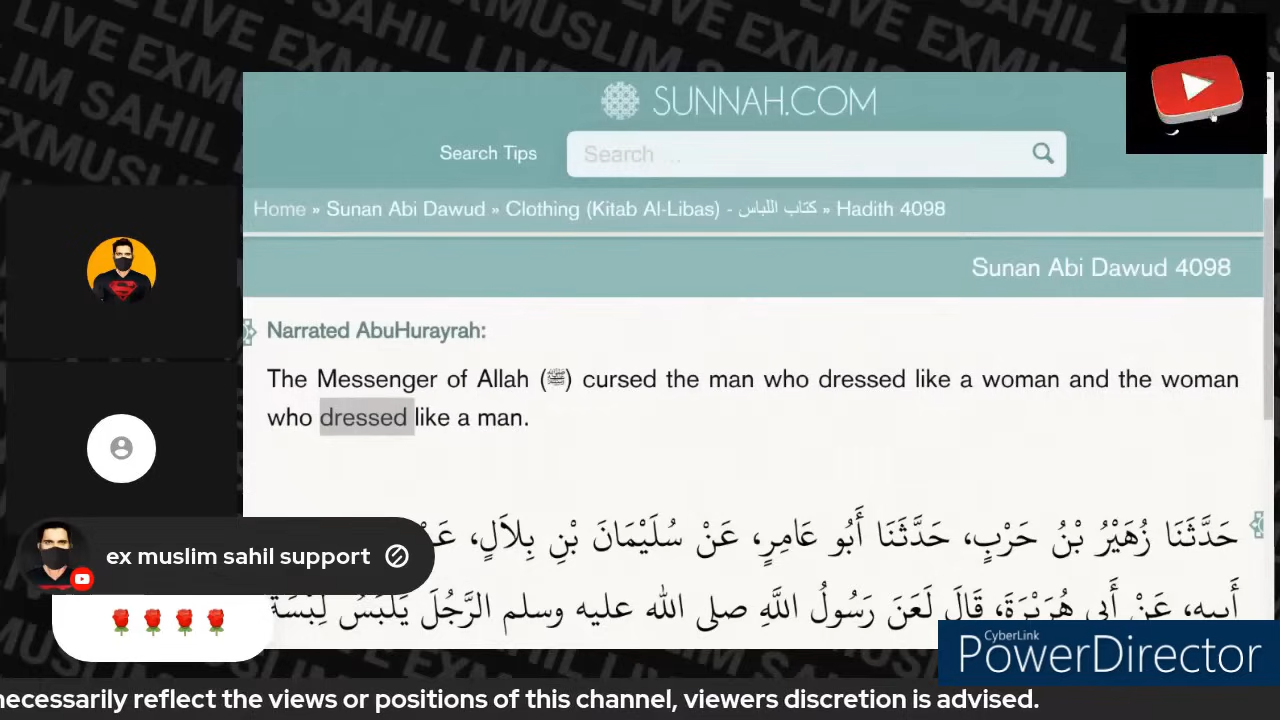 SUNNAH.COM
Search Tips
Search ...
Home » Sunan Abi Dawud » Clothing (Kitab Al-Libas) - كتاب اللباس » Hadith 4098
Sunan Abi Dawud 4098
Narrated AbuHurayrah:
The Messenger of Allah (ﷺ) cursed the man who dressed like a woman and the woman
who dressed like a man.
حَدَّثَنَا زُهَيْرُ بْنُ حَرْبٍ، حَدَّثَنَا أَبُو عَامِرٍ، عَنْ سُلَيْمَانَ بْنِ بِلاَلٍ،
أَبِيهِ، عَنْ أَبِي هُرَيْرَةَ، قَالَ لَعَنَ رَسُولُ اللَّهِ صلى الله عليه وسلم الرَّجُلَ يَلْبَسُ لِبْسَةَ
ex muslim sahil support
CyberLink
PowerDirector
necessarily reflect the views or positions of this channel, viewers discretion is advised.